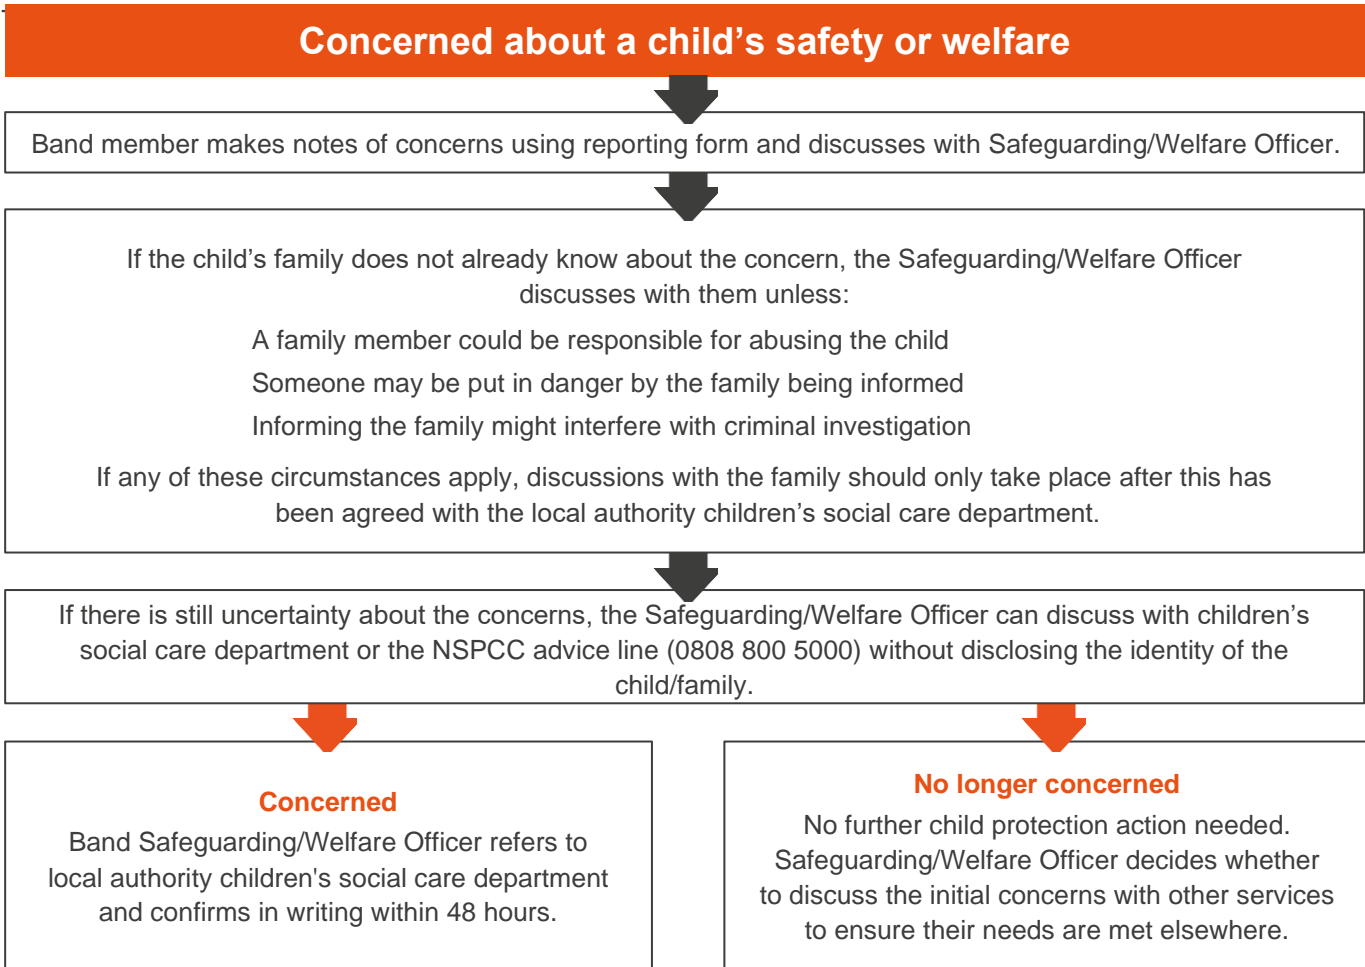 Concerned about a child’s safety or welfare
Band member makes notes of concerns using reporting form and discusses with Safeguarding/Welfare Officer.
If the child’s family does not already know about the concern, the Safeguarding/Welfare Officer
discusses with them unless:
A family member could be responsible for abusing the child
Someone may be put in danger by the family being informed
Informing the family might interfere with criminal investigation
If any of these circumstances apply, discussions with the family should only take place after this has
been agreed with the local authority children’s social care department.
If there is still uncertainty about the concerns, the Safeguarding/Welfare Officer can discuss with children’s
social care department or the NSPCC advice line (0808 800 5000) without disclosing the identity of the
child/family.
Concerned
Band Safeguarding/Welfare Officer refers to
local authority children's social care department
and confirms in writing within 48 hours.
No longer concerned
No further child protection action needed.
Safeguarding/Welfare Officer decides whether
to discuss the initial concerns with other services
to ensure their needs are met elsewhere.